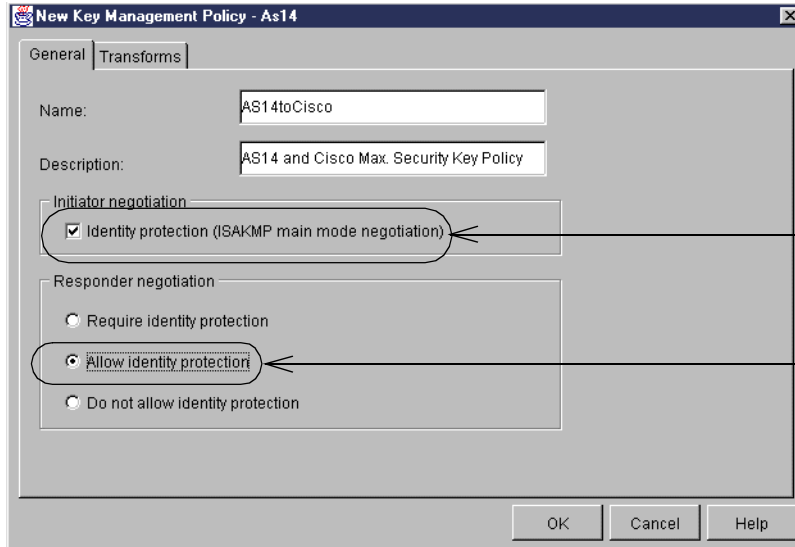 New Key Management Policy - As14
General Transforms
Name: AS14toCisco
Description: AS14 and Cisco Max. Security Key Policy
Initiator negotiation
Identity protection (ISAKMP main mode negotiation)
Responder negotiation
Require identity protection
Allow identity protection
Do not allow identity protection
OK Cancel Help